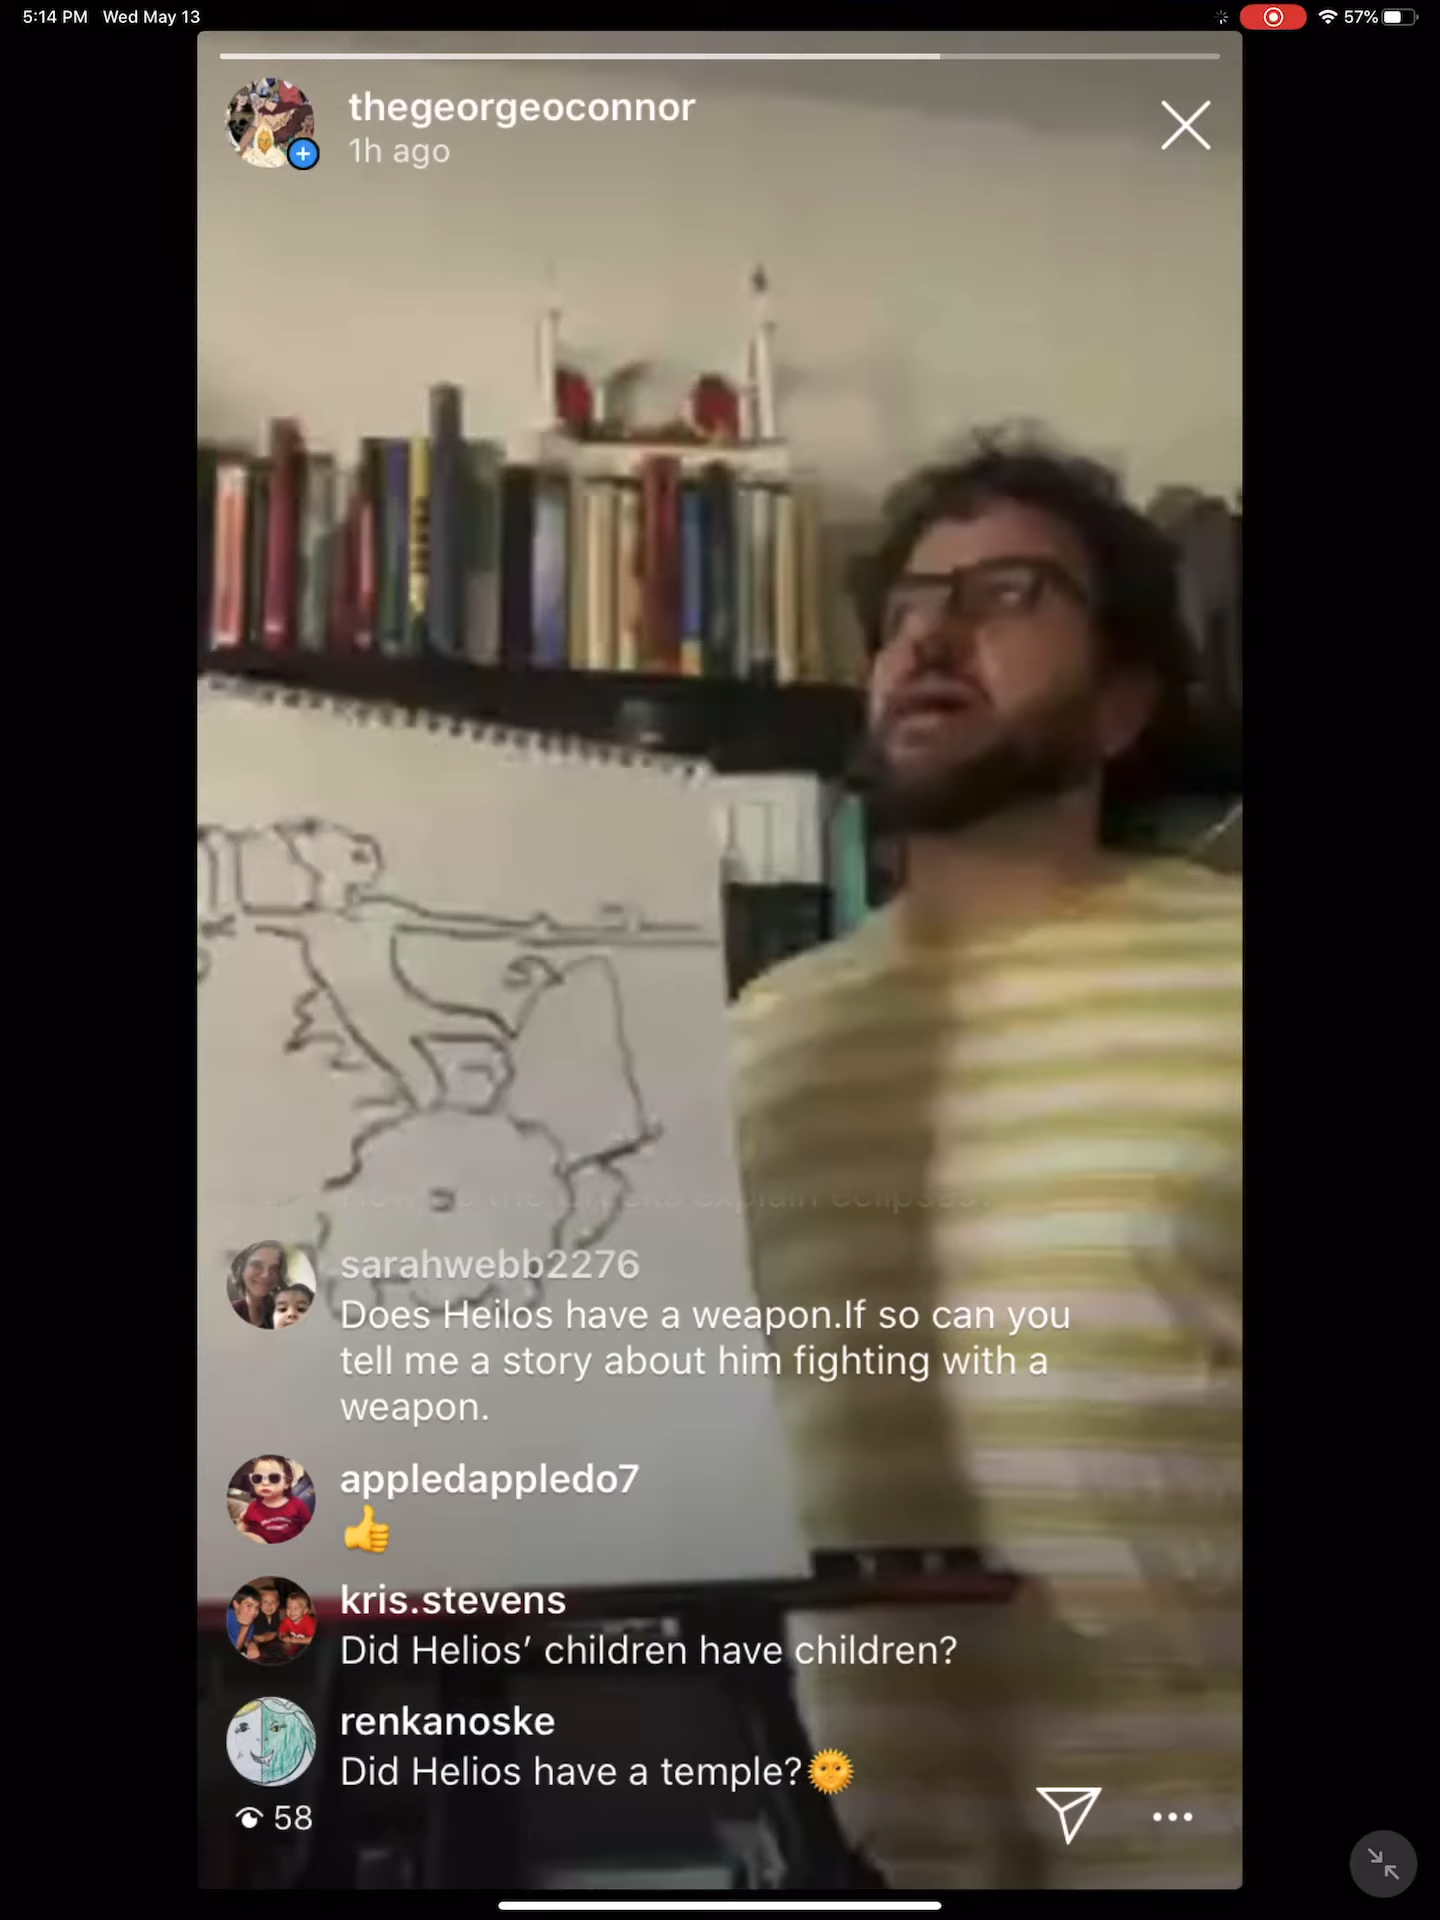 5:14 PM Wed May 13
57%
thegeorgeoconnor
1h ago
explain eclipses?
sarahwebb2276
Does Heilos have a weapon.If so can you
tell me a story about him fighting with a
weapon.
appledappledo7
👍
kris.stevens
Did Helios' children have children?
renkanoske
Did Helios have a temple?🌞
58